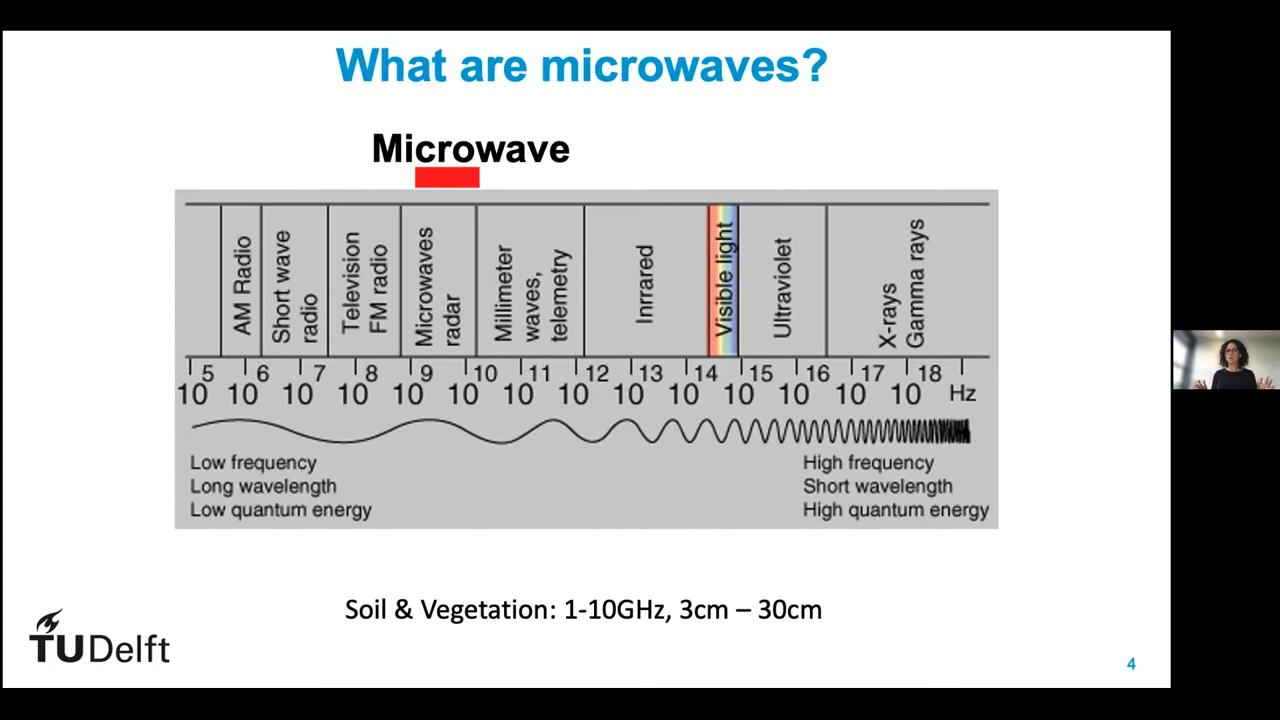 What are microwaves?
Microwave
AM Radio
Short wave
radio
Television
FM radio
Microwaves
radar
Millimeter
waves,
telemetry
Inrrared
Visible light
Ultraviolet
X-rays
Gamma rays
10^5 10^6 10^7 10^8 10^9 10^10 10^11 10^12 10^13 10^14 10^15 10^16 10^17 10^18 Hz
Low frequency
Long wavelength
Low quantum energy
High frequency
Short wavelength
High quantum energy
Soil & Vegetation: 1-10GHz, 3cm – 30cm
TU Delft
4